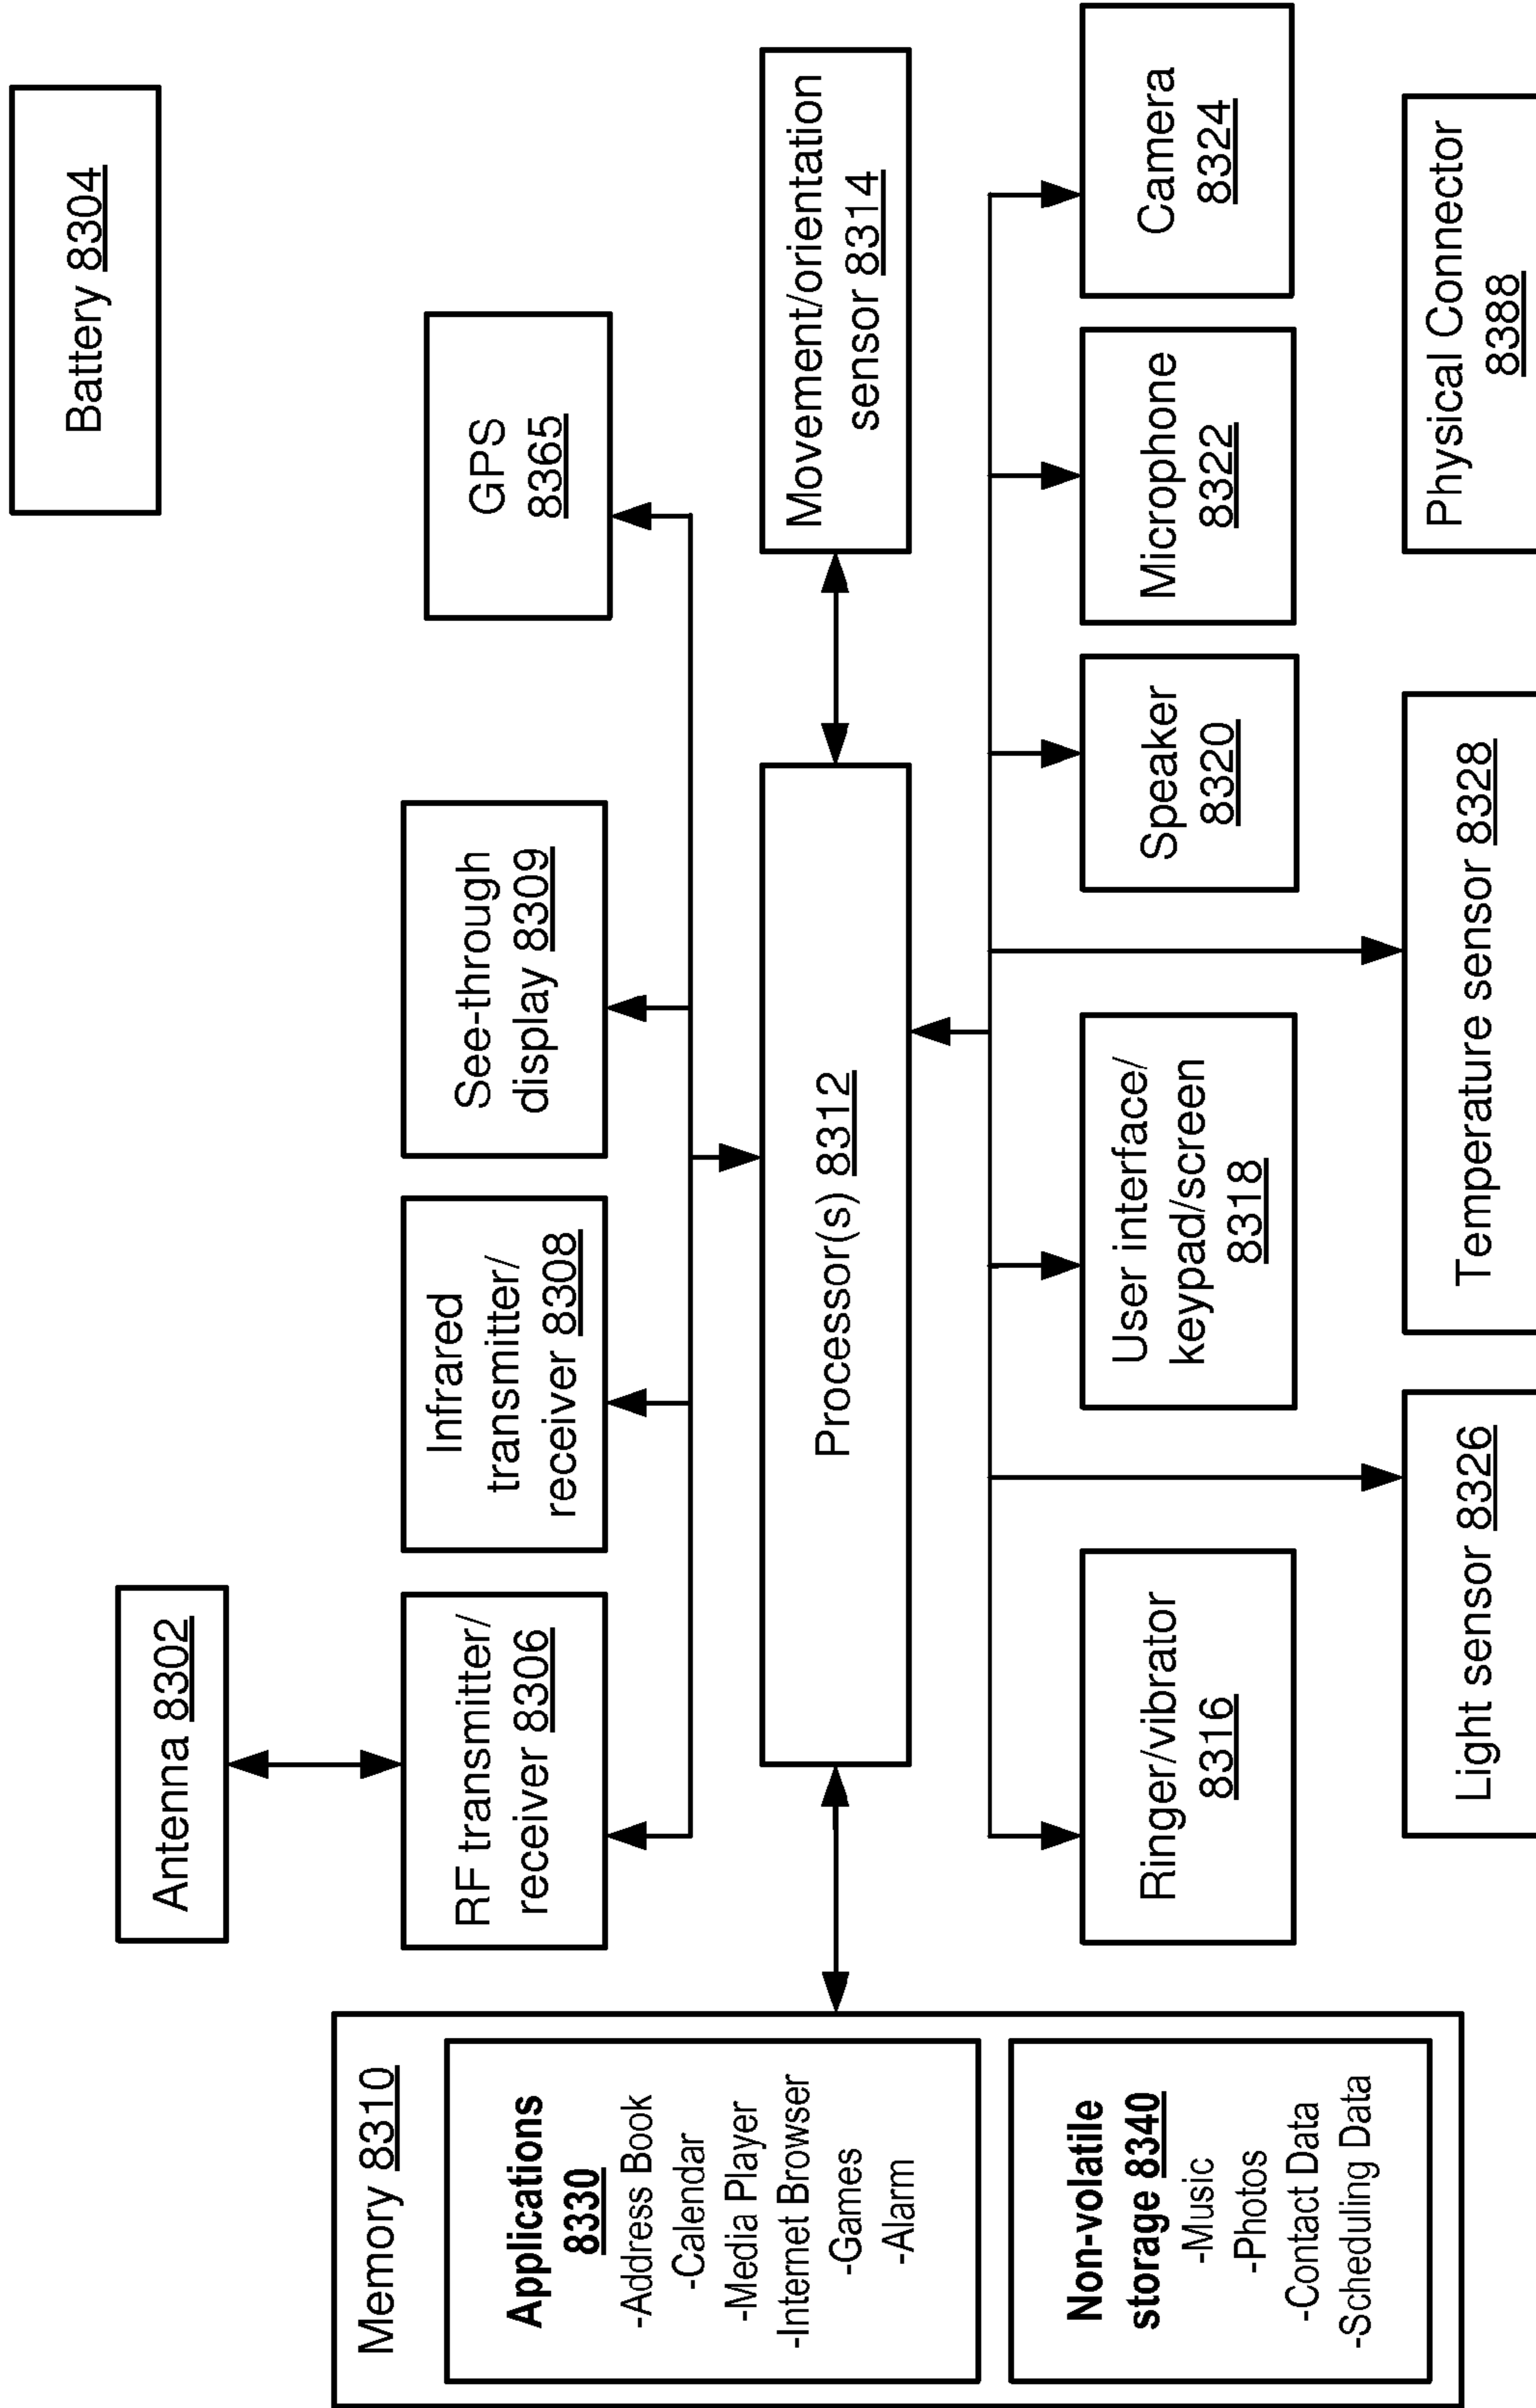 Battery 8304
Antenna 8302
RF transmitter/
receiver 8306
Infrared
transmitter/
receiver 8308
See-through
display 8309
GPS
8365
Memory 8310
Applications
8330
-Address Book
-Calendar
-Media Player
-Internet Browser
-Games
-Alarm
Non-volatile
storage 8340
-Music
-Photos
-Contact Data
-Scheduling Data
Processor(s) 8312
Movement/orientation
sensor 8314
Ringer/vibrator
8316
User interface/
keypad/screen
8318
Speaker
8320
Microphone
8322
Camera
8324
Light sensor 8326
Temperature sensor 8328
Physical Connector
8388